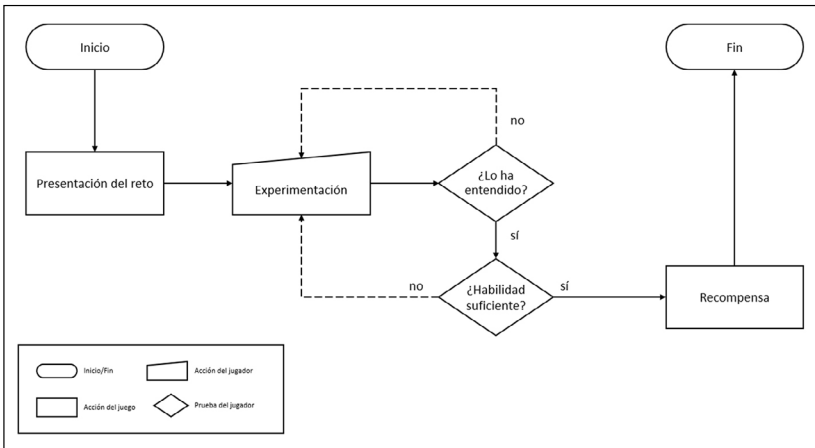 Inicio
Fin
no
Presentación del reto
Experimentación
¿Lo ha
entendido?
sí
no
¿Habilidad
suficiente?
sí
Recompensa
Inicio/Fin
Acción del jugador
Acción del juego
Prueba del jugador